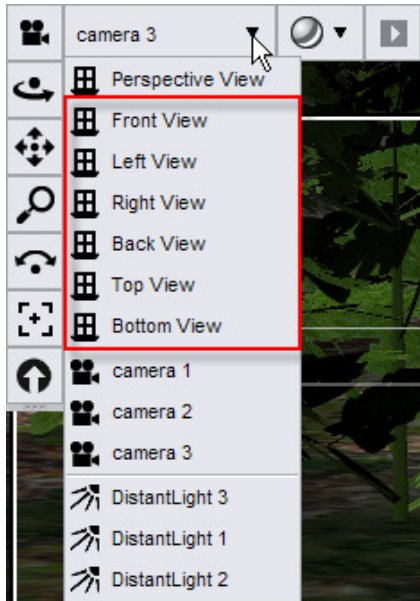 camera 3
Perspective View
Front View
Left View
Right View
Back View
Top View
Bottom View
camera 1
camera 2
camera 3
DistantLight 3
DistantLight 1
DistantLight 2